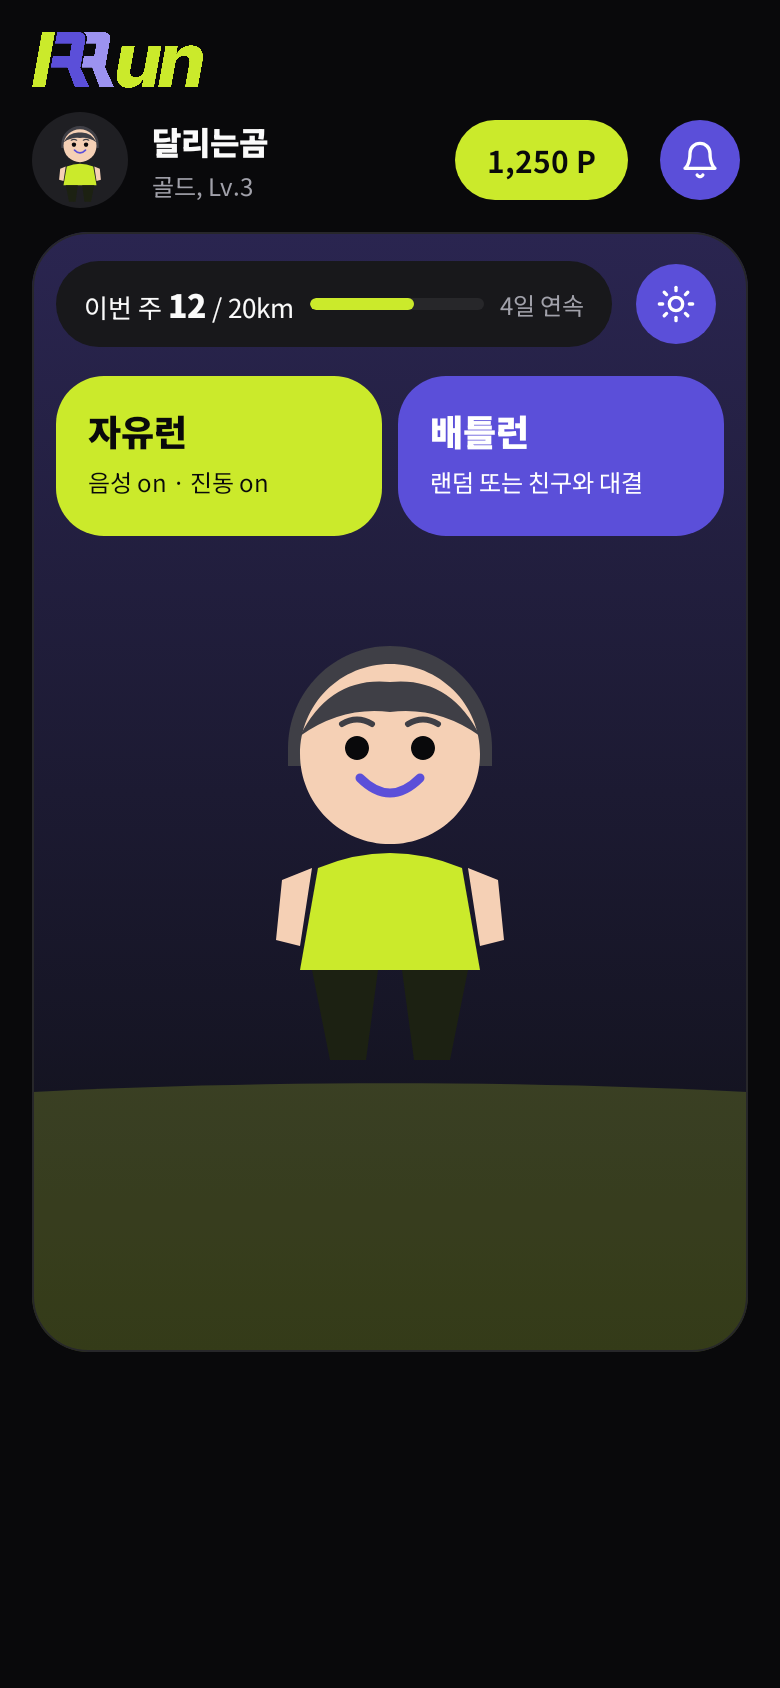 RRun
달리는곰
골드, Lv.3
1,250 P
이번 주 12 / 20km
4일 연속
자유런
음성 on · 진동 on
배틀런
랜덤 또는 친구와 대결